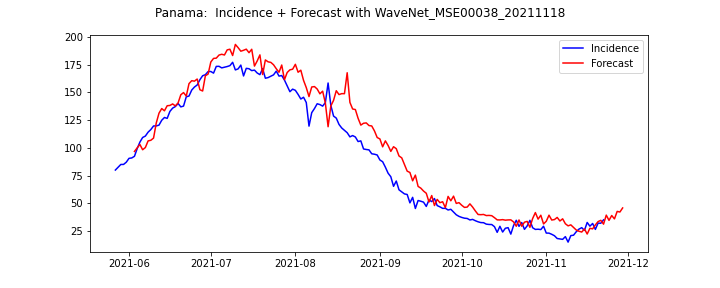 Panama:  Incidence + Forecast with WaveNet_MSE00038_20211118
Incidence
Forecast
200
175
150
125
100
75
50
25
2021-06 2021-07 2021-08 2021-09 2021-10 2021-11 2021-12